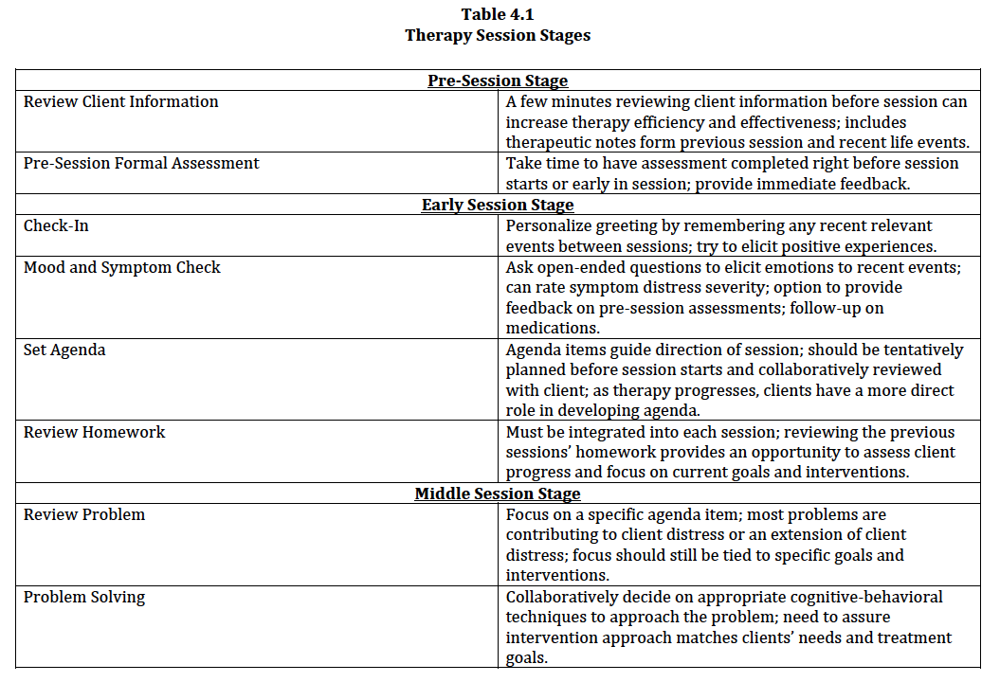 Table 4.1
Therapy Session Stages
Pre-Session Stage
Review Client Information
A few minutes reviewing client information before session can
increase therapy efficiency and effectiveness; includes
therapeutic notes form previous session and recent life events.
Pre-Session Formal Assessment
Take time to have assessment completed right before session
starts or early in session; provide immediate feedback.
Early Session Stage
Check-In
Personalize greeting by remembering any recent relevant
events between sessions; try to elicit positive experiences.
Mood and Symptom Check
Ask open-ended questions to elicit emotions to recent events;
can rate symptom distress severity; option to provide
feedback on pre-session assessments; follow-up on
medications.
Set Agenda
Agenda items guide direction of session; should be tentatively
planned before session starts and collaboratively reviewed
with client; as therapy progresses, clients have a more direct
role in developing agenda.
Review Homework
Must be integrated into each session; reviewing the previous
sessions’ homework provides an opportunity to assess client
progress and focus on current goals and interventions.
Middle Session Stage
Review Problem
Focus on a specific agenda item; most problems are
contributing to client distress or an extension of client
distress; focus should still be tied to specific goals and
interventions.
Problem Solving
Collaboratively decide on appropriate cognitive-behavioral
techniques to approach the problem; need to assure
intervention approach matches clients’ needs and treatment
goals.